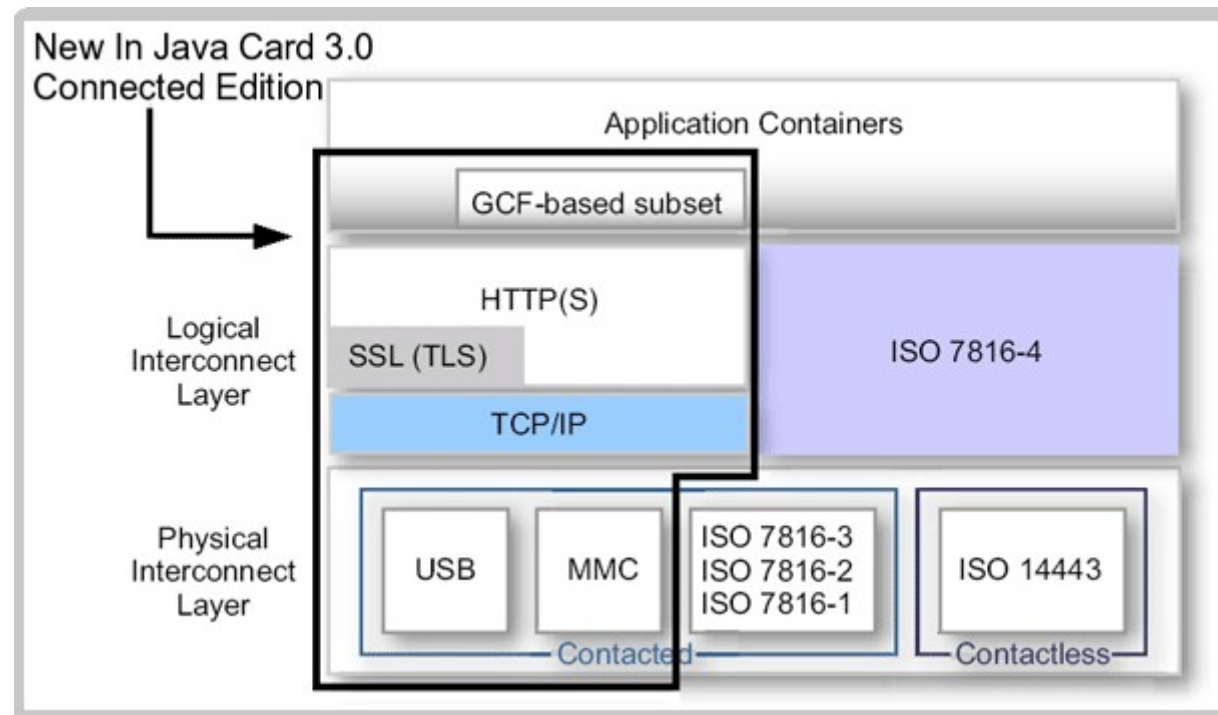 New In Java Card 3.0
Connected Edition
Application Containers
GCF-based subset
Logical
Interconnect
Layer
HTTP(S)
SSL (TLS)
TCP/IP
ISO 7816-4
Physical
Interconnect
Layer
USB
MMC
ISO 7816-3
ISO 7816-2
ISO 7816-1
ISO 14443
Contacted
Contactless